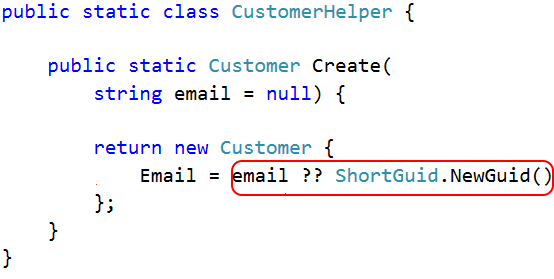 public static class CustomerHelper {
public static Customer Create(
string email = null) {
return new Customer {
Email = email ?? ShortGuid.NewGuid()
};
}
}